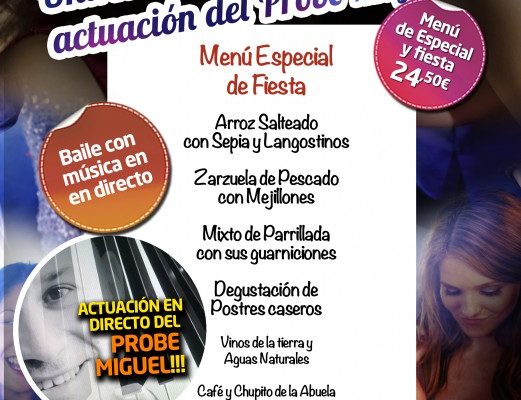 actuación del Probe
Menú Especial
de Fiesta
Menú
de Especial
y fiesta
24,50€
Arroz Salteado
con Sepia y Langostinos
Baile con
música en
en directo
Zarzuela de Pescado
con Mejillones
Mixto de Parrillada
con sus guarniciones
Degustación de
Postres caseros
ACTUACIÓN EN
DIRECTO DEL
PROBE
MIGUEL!!!
Vinos de la tierra y
Aguas Naturales
Café y Chupito de la Abuela